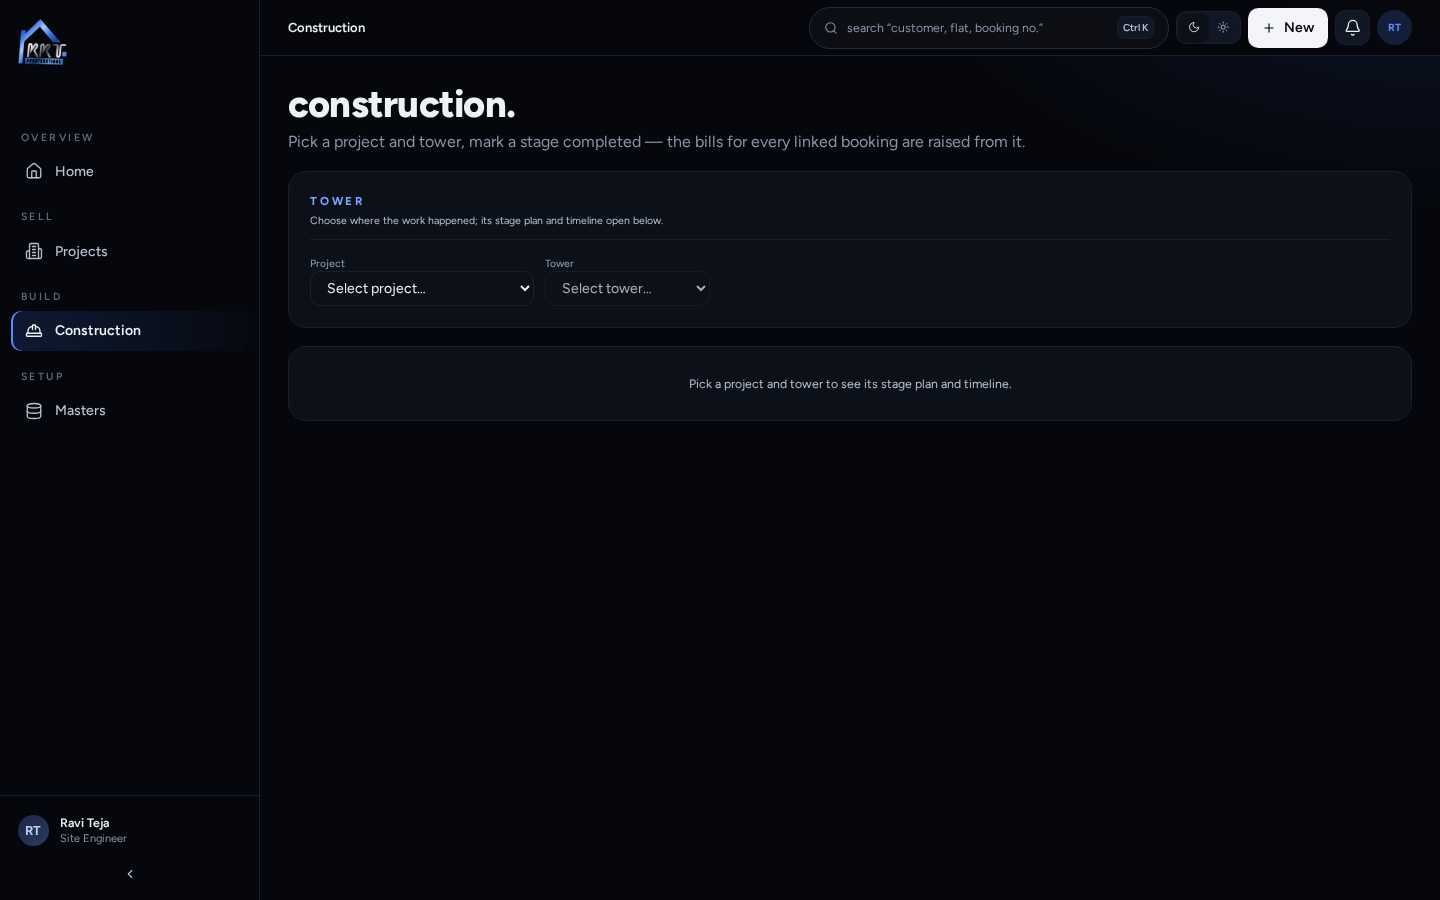 RKT
CONSTRUCTIONS
OVERVIEW
Home
SELL
Projects
BUILD
Construction
SETUP
Masters
Ravi Teja
Site Engineer
RT
Construction
search “customer, flat, booking no.”
Ctrl K
New
RT
construction.
Pick a project and tower, mark a stage completed — the bills for every linked booking are raised from it.
TOWER
Choose where the work happened; its stage plan and timeline open below.
Project
Tower
Select project...
Select tower...
Pick a project and tower to see its stage plan and timeline.